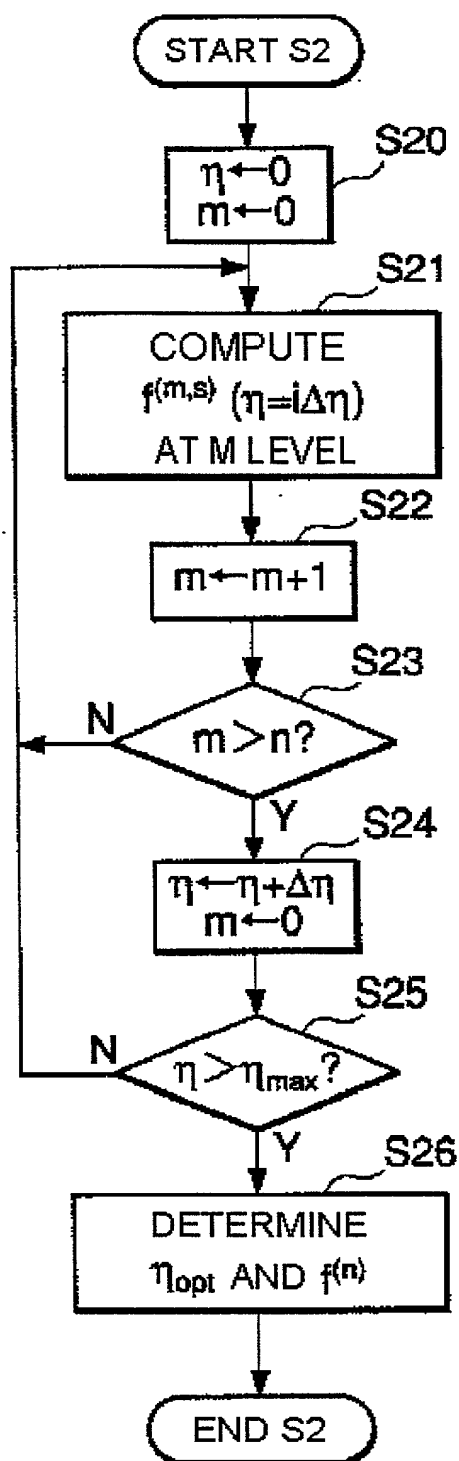 START S2
S20
η←0
m←0
S21
COMPUTE
f(m,s) (η=iΔη)
AT M LEVEL
S22
m←m+1
S23
N
m>n?
Y
S24
η←η+Δη
m←0
S25
N
η>ηmax?
Y
S26
DETERMINE
ηopt AND f(n)
END S2